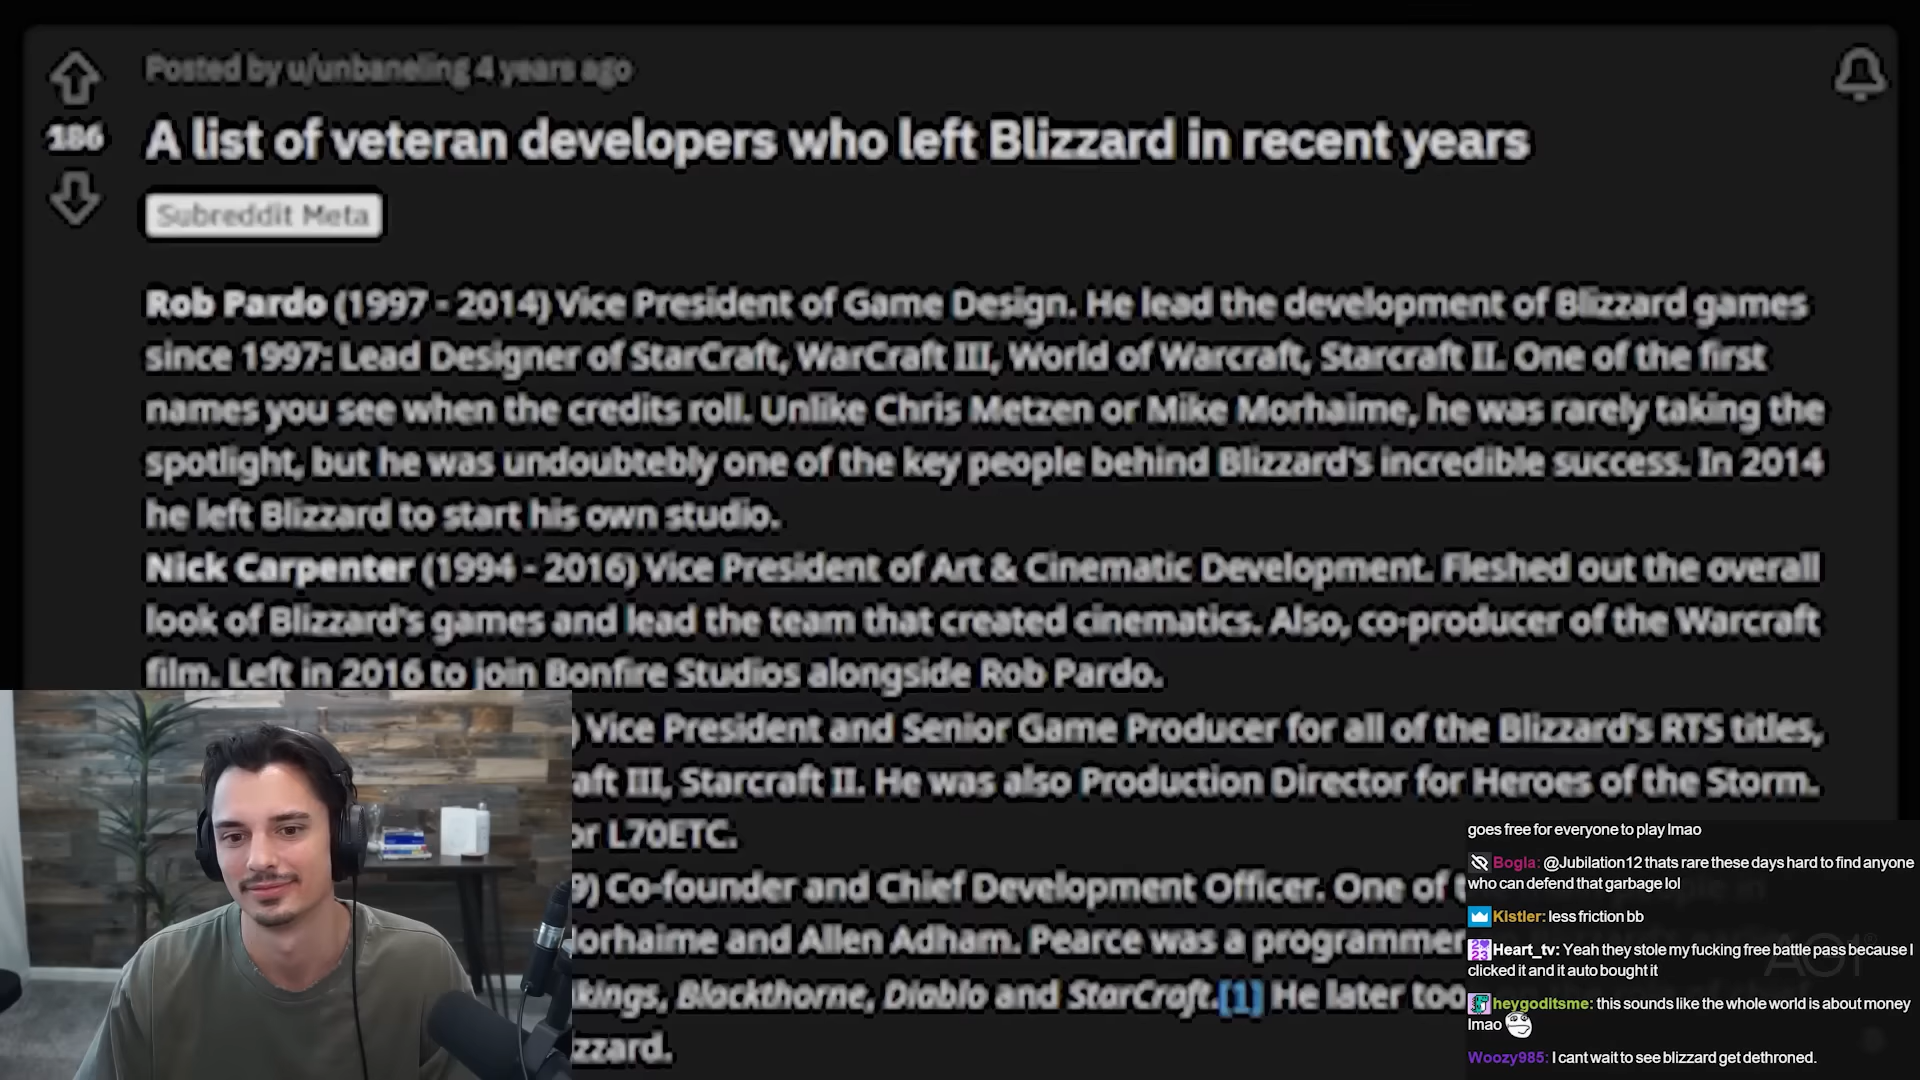 Posted by u/unbaneling 4 years ago
186
A list of veteran developers who left Blizzard in recent years
Subreddit Meta
Rob Pardo (1997 - 2014) Vice President of Game Design. He lead the development of Blizzard games
since 1997: Lead Designer of StarCraft, WarCraft III, World of Warcraft, Starcraft II. One of the first
names you see when the credits roll. Unlike Chris Metzen or Mike Morhaime, he was rarely taking the
spotlight, but he was undoubtebly one of the key people behind Blizzard's incredible success. In 2014
he left Blizzard to start his own studio.
Nick Carpenter (1994 - 2016) Vice President of Art & Cinematic Development. Fleshed out the overall
look of Blizzard's games and lead the team that created cinematics. Also, co-producer of the Warcraft
film. Left in 2016 to join Bonfire Studios alongside Rob Pardo.
) Vice President and Senior Game Producer for all of the Blizzard's RTS titles,
aft III, Starcraft II. He was also Production Director for Heroes of the Storm.
or L70ETC.
9) Co-founder and Chief Development Officer. One of
orhaime and Allen Adham. Pearce was a programmer
kings, Blackthorne, Diablo and StarCraft.[1] He later too
zzard.
goes free for everyone to play lmao
Bogla: @Jubilation12 thats rare these days hard to find anyone
who can defend that garbage lol
Kistler: less friction bb
Heart_tv: Yeah they stole my fucking free battle pass because I
clicked it and it auto bought it
heygoditsme: this sounds like the whole world is about money
lmao
Woozy985: I cant wait to see blizzard get dethroned.